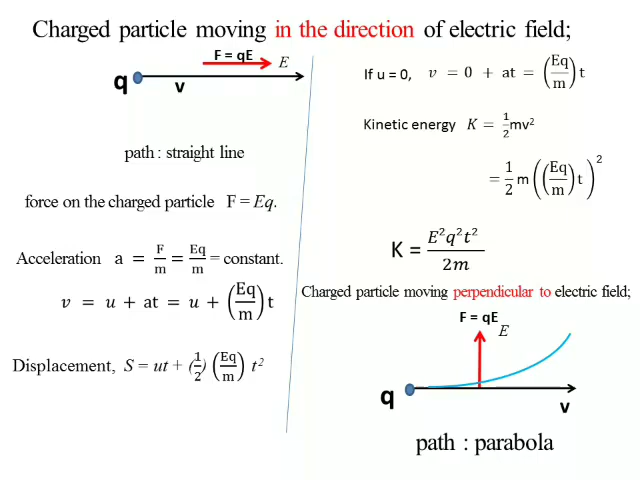 Charged particle moving in the direction of electric field;
F = qE
E
q
v
path : straight line
force on the charged particle F = Eq.
Acceleration a = F/m = Eq/m = constant.
v = u + at = u + (Eq/m) t
Displacement, S = ut + (1/2) (Eq/m) t²
If u = 0, v = 0 + at = (Eq/m) t
Kinetic energy K = ½mv²
= 1/2 m ((Eq/m) t)²
K = E²q²t²/2m
Charged particle moving perpendicular to electric field;
F = qE
E
q
v
path : parabola